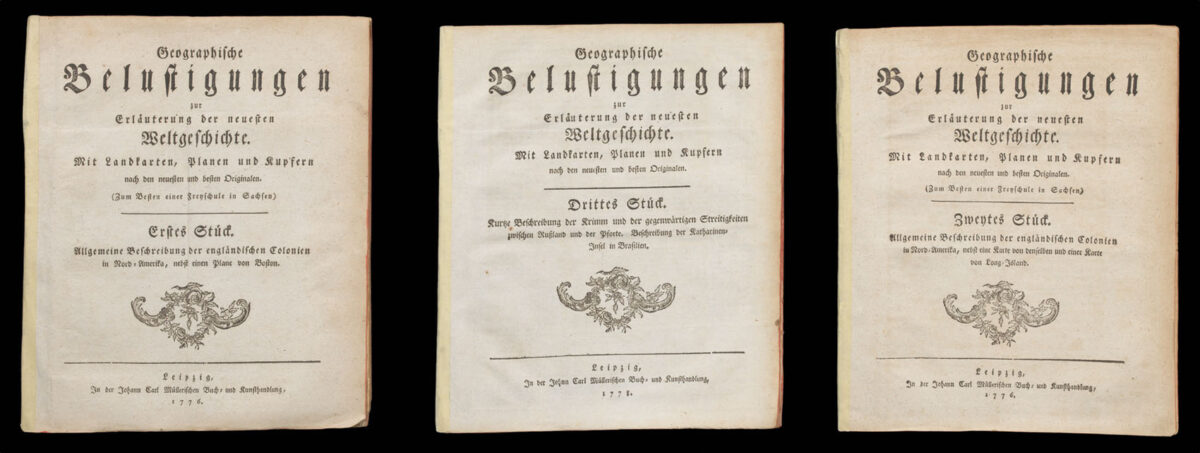 Geographische
Belustigungen
zur
Erläuterung der neuesten
Weltgeschichte.
Mit Landkarten, Planen und Kupfern
nach den neuesten und besten Originalen.
(Zum Besten einer Freyschule in Sachsen)
Erstes Stück.
Allgemeine Beschreibung der engländischen Colonien
in Nord-Amerika, nebst einen Plane von Boston.
Leipzig,
In der Johann Carl Müllerischen Buch- und Kunsthandlung,
1776.
Geographische
Belustigungen
zur
Erläuterung der neuesten
Weltgeschichte.
Mit Landkarten, Planen und Kupfern
nach den neuesten und besten Originalen.
Drittes Stück.
Kurtze Beschreibung der Krimm und der gegenwärtigen Streitigkeiten
zwischen Rußland und der Pforte. Beschreibung der Katharinen-
Insel in Brasilien.
Leipzig,
In der Johann Carl Müllerischen Buch- und Kunsthandlung,
1778.
Geographische
Belustigungen
zur
Erläuterung der neuesten
Weltgeschichte.
Mit Landkarten, Planen und Kupfern
nach den neuesten und besten Originalen.
(Zum Besten einer Freyschule in Sachsen)
Zweytes Stück.
Allgemeine Beschreibung der engländischen Colonien
in Nord-Amerika, nebst eine Karte von denselben und einer Karte
von Long-Island.
Leipzig,
In der Johann Carl Müllerischen Buch- und Kunsthandlung,
1776.